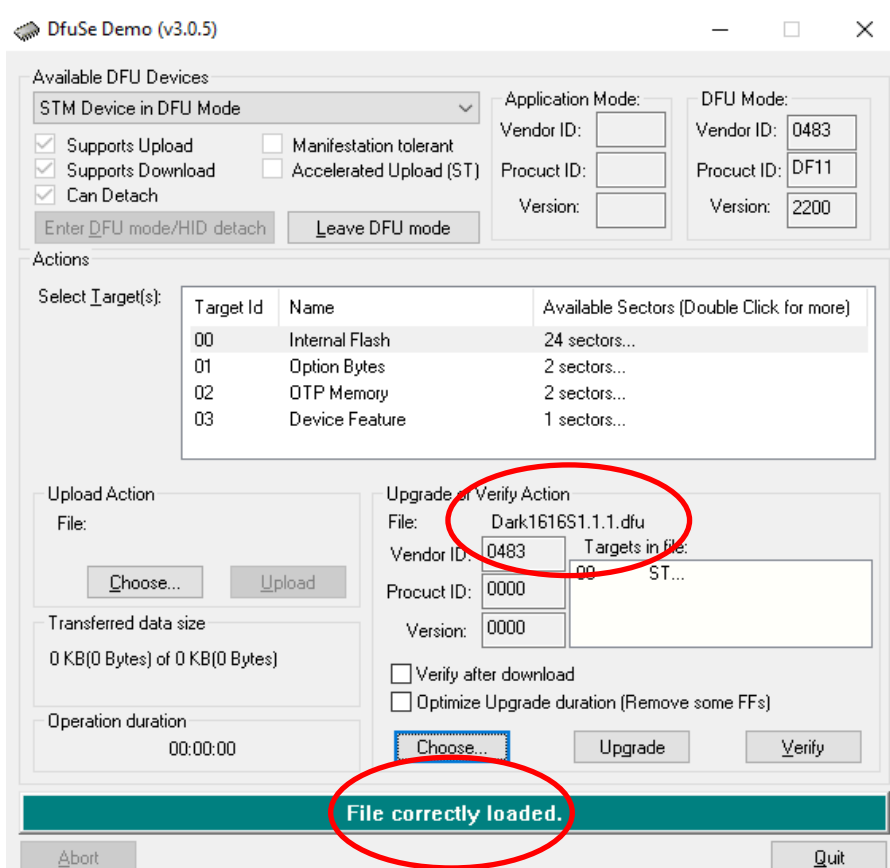 DfuSe Demo (v3.0.5)
Available DFU Devices
STM Device in DFU Mode
Supports Upload
Manifestation tolerant
Supports Download
Accelerated Upload (ST)
Can Detach
Enter DFU mode/HID detach
Leave DFU mode
Application Mode:
Vendor ID:
Procuct ID:
Version:
DFU Mode:
Vendor ID: 0483
Procuct ID: DF11
Version: 2200
Actions
Select Target(s):
Target Id Name Available Sectors (Double Click for more)
00 Internal Flash 24 sectors...
01 Option Bytes 2 sectors...
02 OTP Memory 2 sectors...
03 Device Feature 1 sectors...
Upload Action
File:
Choose... Upload
Transferred data size
0 KB(0 Bytes) of 0 KB(0 Bytes)
Operation duration
00:00:00
Upgrade or Verify Action
File: Dark1616S1.1.1.dfu
Vendor ID: 0483
Procuct ID: 0000
Version: 0000
Targets in file:
00 ST...
Verify after download
Optimize Upgrade duration (Remove some FFs)
Choose... Upgrade Verify
File correctly loaded.
Abort Quit